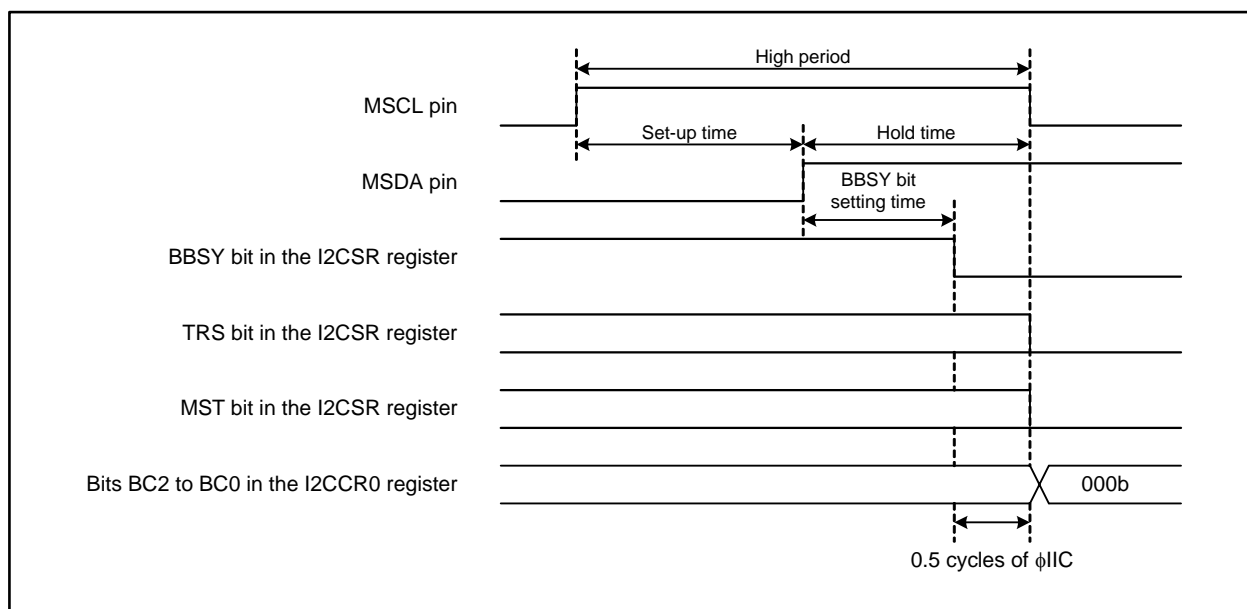 High period
MSCL pin
Set-up time
Hold time
MSDA pin
BBSY bit
setting time
BBSY bit in the I2CSR register
TRS bit in the I2CSR register
MST bit in the I2CSR register
Bits BC2 to BC0 in the I2CCR0 register
000b
0.5 cycles of ϕIIC